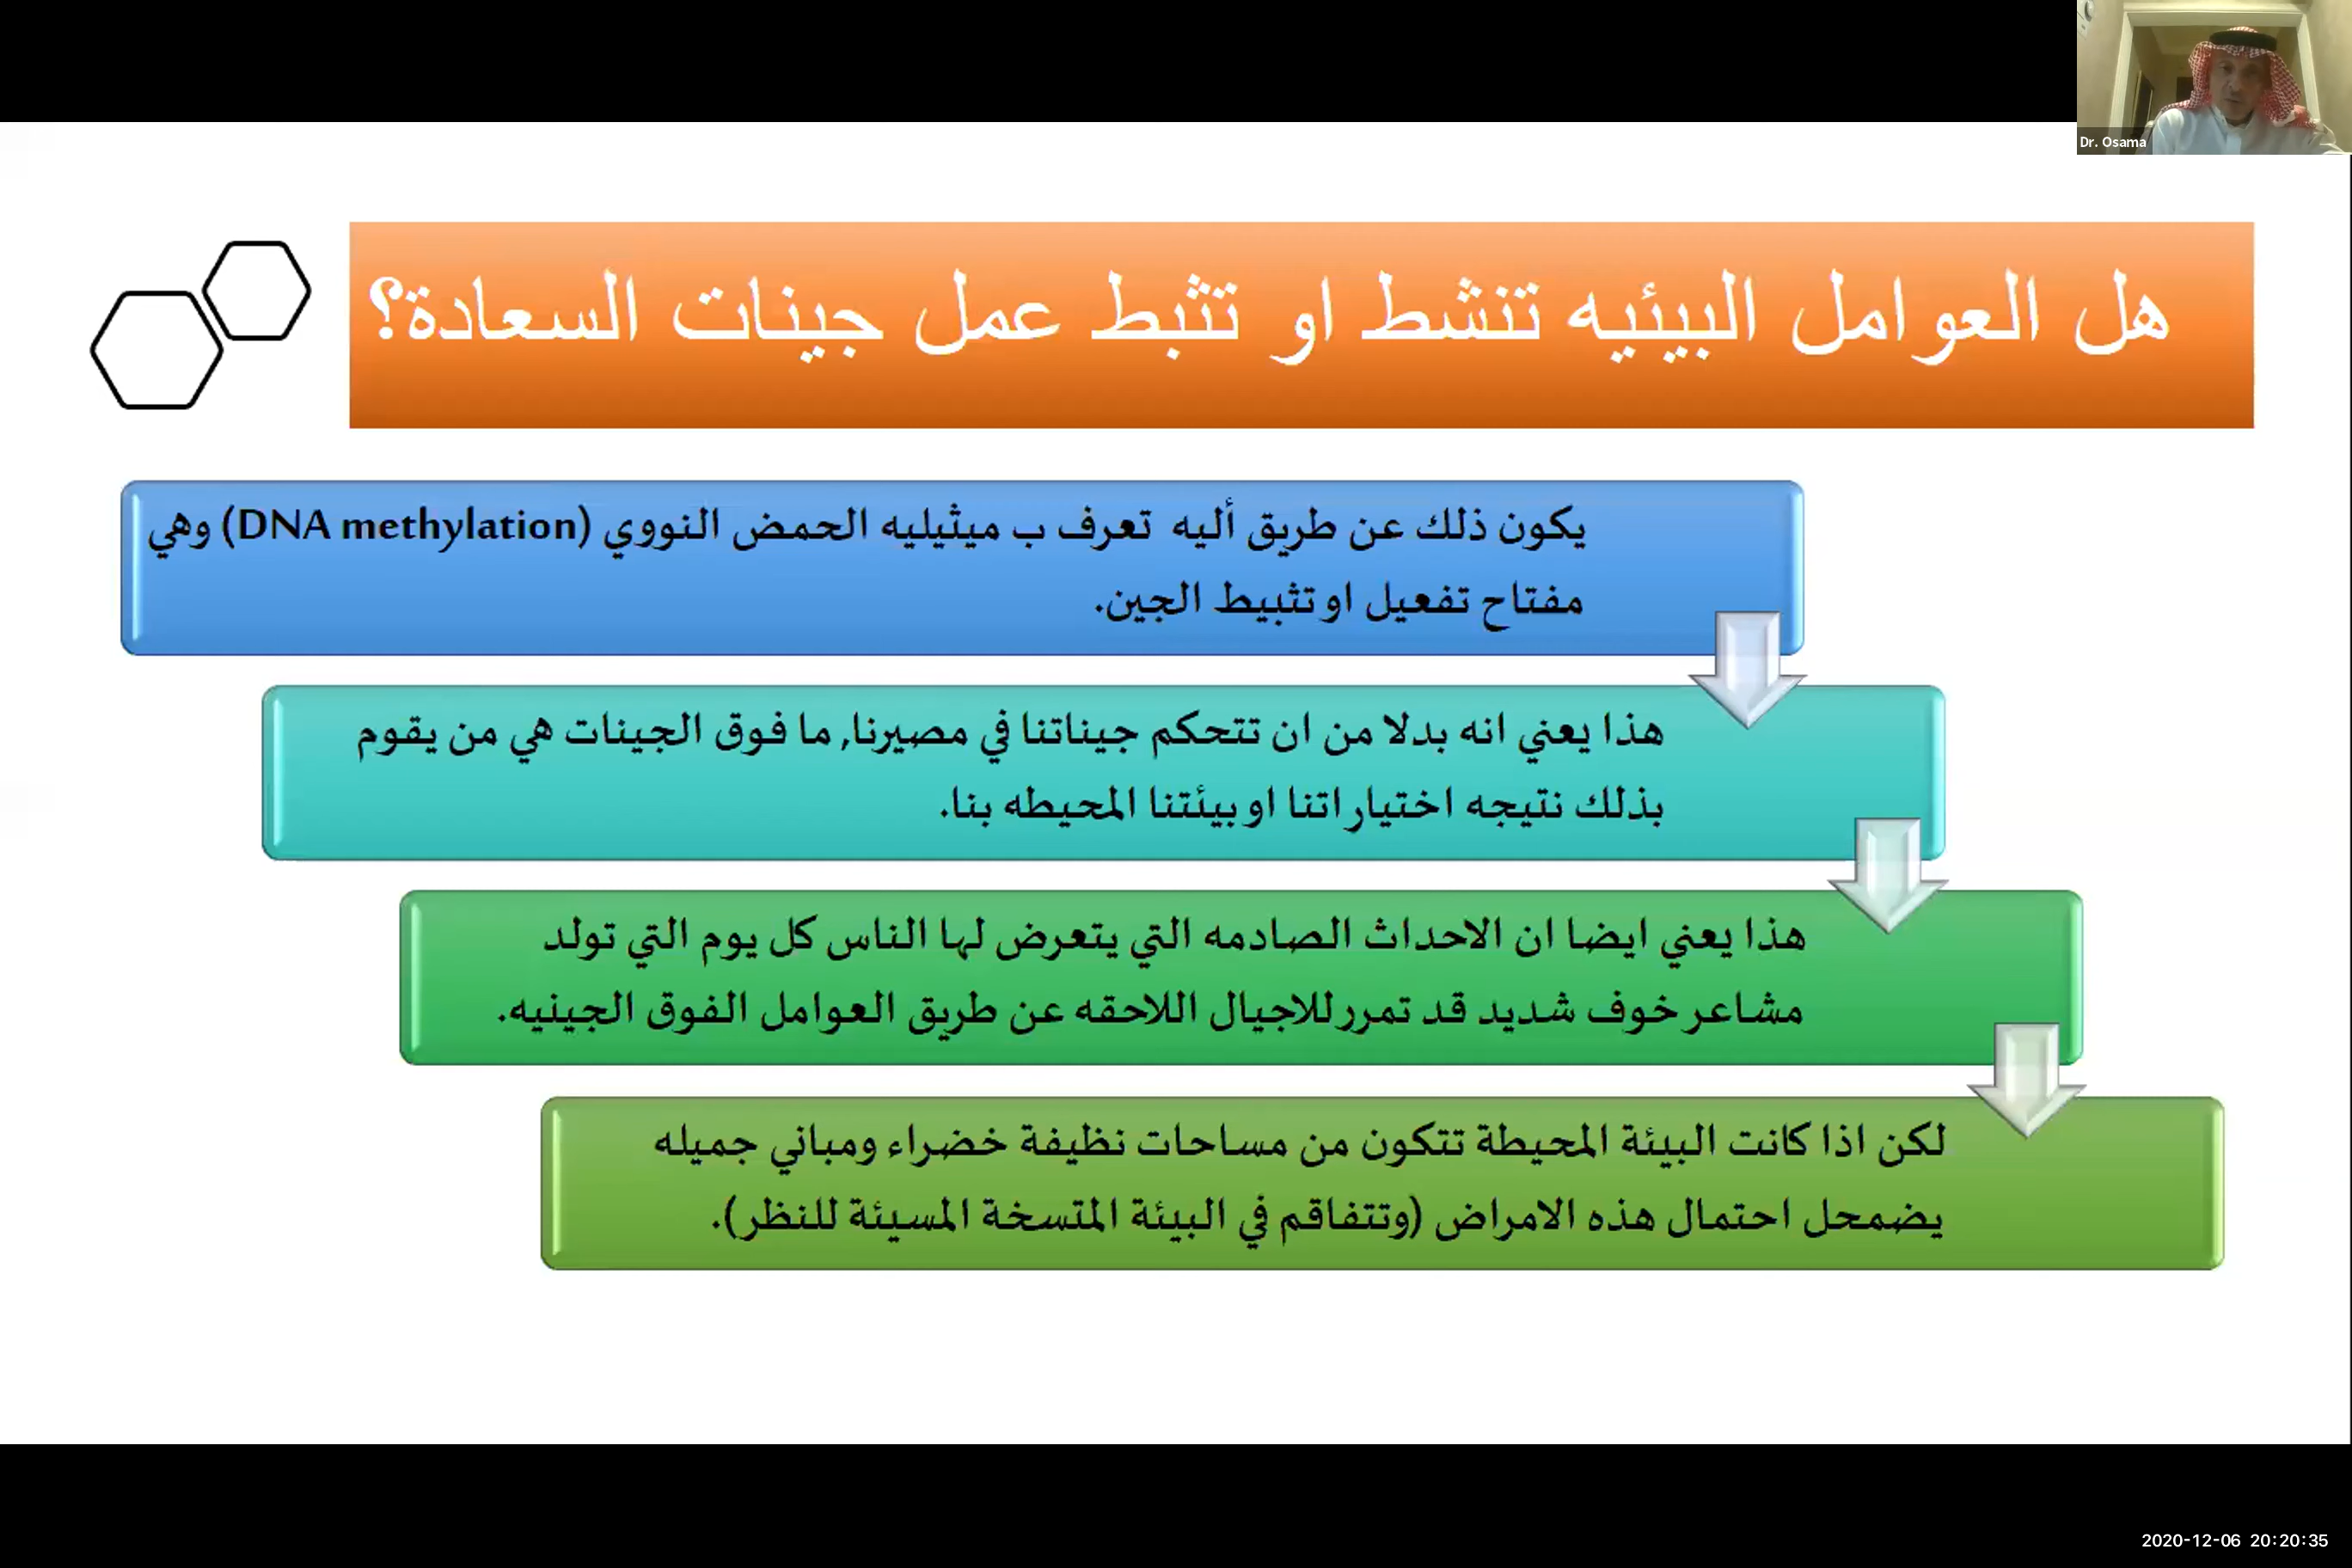 Dr. Osama
هل العوامل البيئيه تنشط او تثبط عمل جينات السعادة؟
يكون ذلك عن طريق أليه تعرف ب ميثيليه الحمض النووي (DNA methylation) وهي
مفتاح تفعيل او تثبيط الجين.
هذا يعني انه بدلا من ان تتحكم جيناتنا في مصيرنا, ما فوق الجينات هي من يقوم
بذلك نتيجه اختياراتنا او بيئتنا المحيطه بنا.
هذا يعني ايضا ان الاحداث الصادمه التي يتعرض لها الناس كل يوم التي تولد
مشاعر خوف شديد قد تمرر للاجيال اللاحقه عن طريق العوامل الفوق الجينيه.
لكن اذا كانت البيئة المحيطة تتكون من مساحات نظيفة خضراء ومباني جميله
يضمحل احتمال هذه الامراض (وتتفاقم في البيئة المتسخة المسيئة للنظر).
2020-12-06 20:20:35